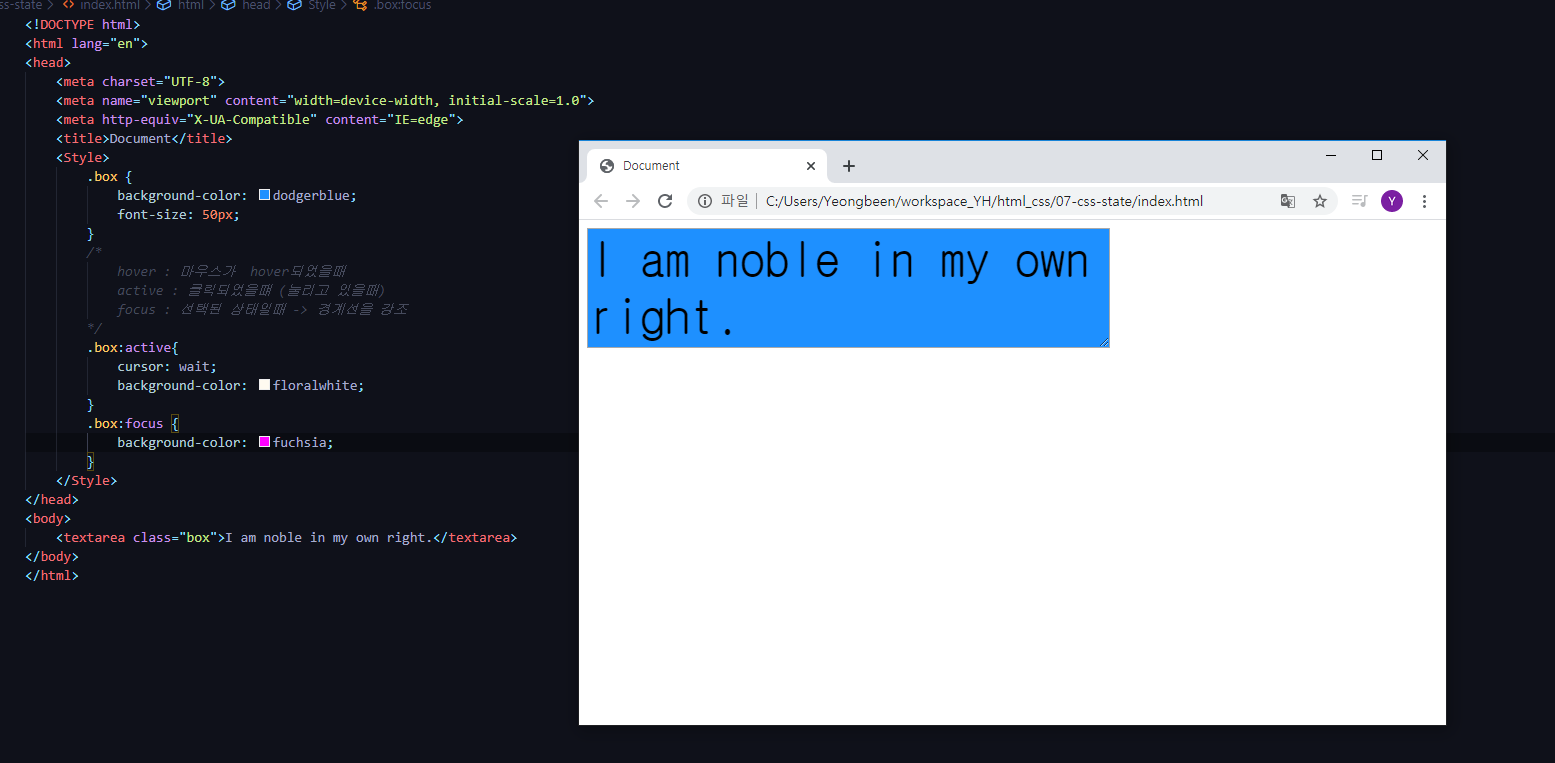 ss-state > index.html > html > head > Style > .box:focus
<!DOCTYPE html>
<html lang="en">
<head>
<meta charset="UTF-8">
<meta name="viewport" content="width=device-width, initial-scale=1.0">
<meta http-equiv="X-UA-Compatible" content="IE=edge">
<title>Document</title>
<Style>
.box {
background-color: dodgerblue;
font-size: 50px;
}
/*
hover : 마우스가 hover되었을때
active : 클릭되었을떄 (눌리고 있을때)
focus : 선택된 상태일때 -> 경계선을 강조
*/
.box:active{
cursor: wait;
background-color: floralwhite;
}
.box:focus {
background-color: fuchsia;
}
</Style>
</head>
<body>
<textarea class="box">I am noble in my own right.</textarea>
</body>
</html>
Document
파일 | C:/Users/Yeongbeen/workspace_YH/html_css/07-css-state/index.html
Y
I am noble in my own
right.